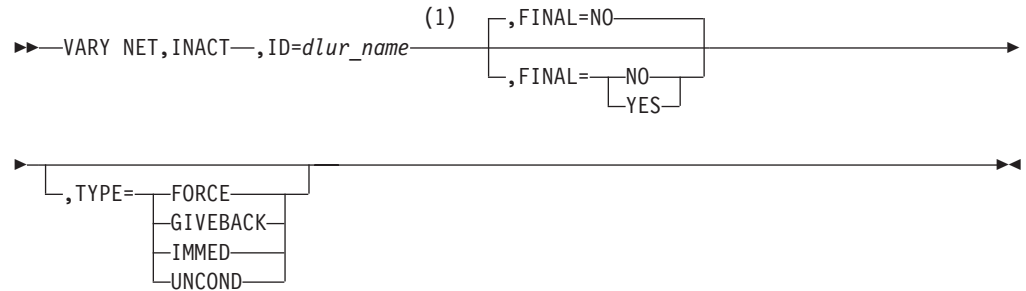 (1) ,FINAL=NO
VARY NET,INACT ,ID=dlur_name
,FINAL= NO
YES
,TYPE= FORCE
GIVEBACK
IMMED
UNCOND